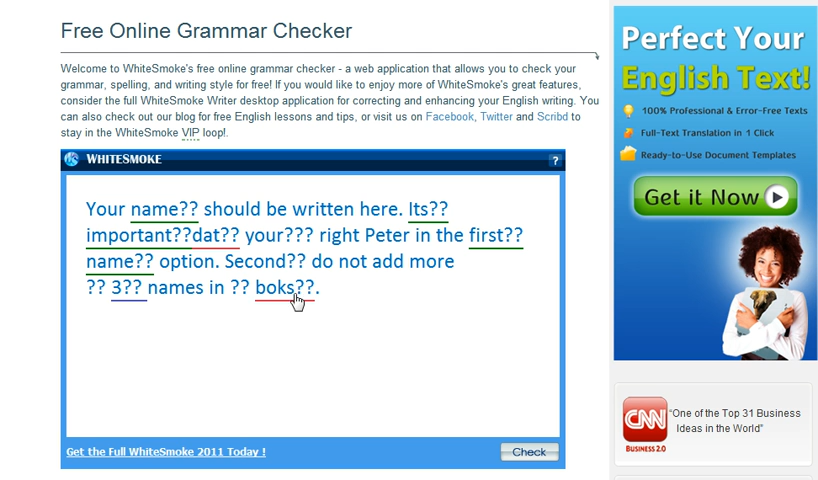 Free Online Grammar Checker
Welcome to WhiteSmoke's free online grammar checker - a web application that allows you to check your
grammar, spelling, and writing style for free! If you would like to enjoy more of WhiteSmoke's great features,
consider the full WhiteSmoke Writer desktop application for correcting and enhancing your English writing. You
can also check out our blog for free English lessons and tips, or visit us on Facebook, Twitter and Scribd to
stay in the WhiteSmoke VIP loop!.
WHITESMOKE
?
Your name?? should be written here. Its??
important??dat?? your??? right Peter in the first??
name?? option. Second?? do not add more
?? 3?? names in ?? boks??.
Get the Full WhiteSmoke 2011 Today !
Check
Perfect Your
English Text!
100% Professional & Error-Free Texts
Full-Text Translation in 1 Click
Ready-to-Use Document Templates
Get it Now
CNN
BUSINESS 2.0
“One of the Top 31 Business
Ideas in the World”